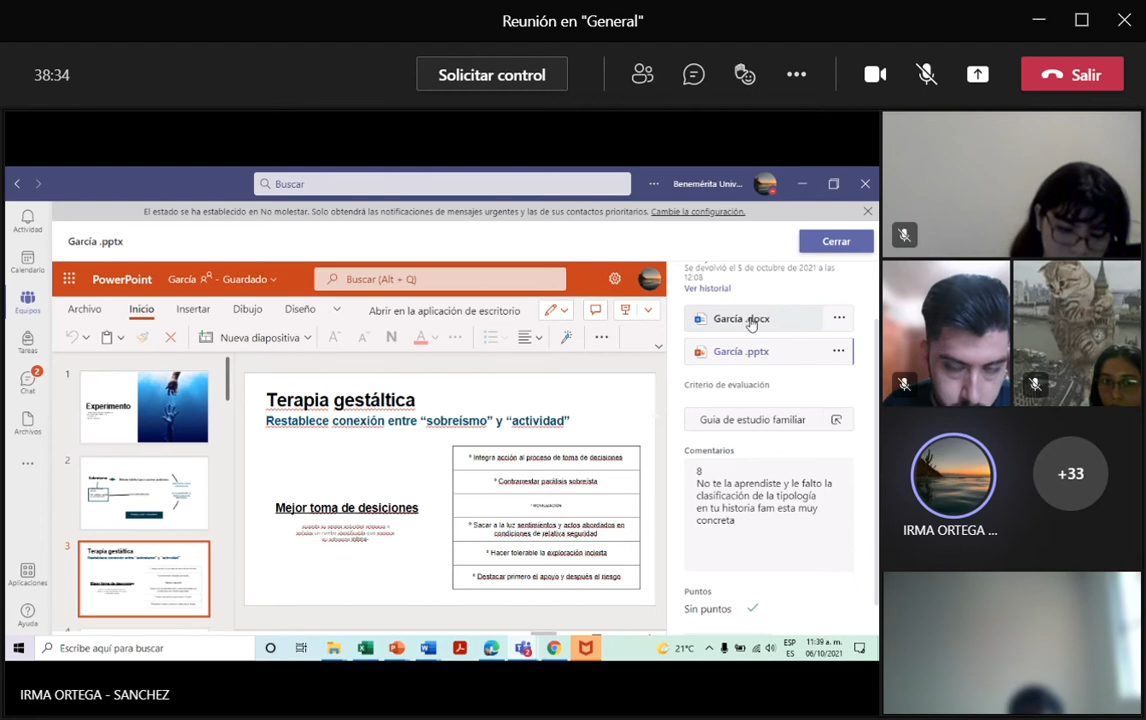 Reunión en "General"
38:34
Solicitar control
Salir
Buscar
Benemérita Univ...
El estado se ha establecido en No molestar. Solo obtendrá las notificaciones de mensajes urgentes y las de sus contactos prioritarios. Cambie la configuración.
Actividad
Calendario
Equipos
Tareas
Chat
2
Archivos
Aplicaciones
Ayuda
García .pptx
Cerrar
PowerPoint
García
- Guardado
Buscar (Alt + Q)
Archivo
Inicio
Insertar
Dibujo
Diseño
Abrir en la aplicación de escritorio
Nueva diapositiva
N
A
1
Experimento
2
3
Terapia gestáltica
4
Terapia gestáltica
Restablece conexión entre “sobreísmo” y “actividad”
Mejor toma de desiciones
* Integra acción al proceso de toma de decisiones
* Contrarrestar parálisis sobreísta
* MOVILIZACIÓN
* Sacar a la luz sentimientos y actos abordados en
condiciones de relativa seguridad
* Hacer tolerable la explocación incierta
* Destacar primero el apoyo y después el riesgo
Se devolvió el 5 de octubre de 2021 a las
12:08
Ver historial
García .docx
García .pptx
Criterio de evaluación
Guia de estudio familiar
Comentarios
8
No te la aprendiste y le falto la
clasificación de la tipología
en tu historia fam esta muy
concreta
Puntos
Sin puntos
Escribe aquí para buscar
21°C
ESP
ES
11:39 a. m.
06/10/2021
IRMA ORTEGA ...
+33
IRMA ORTEGA - SANCHEZ